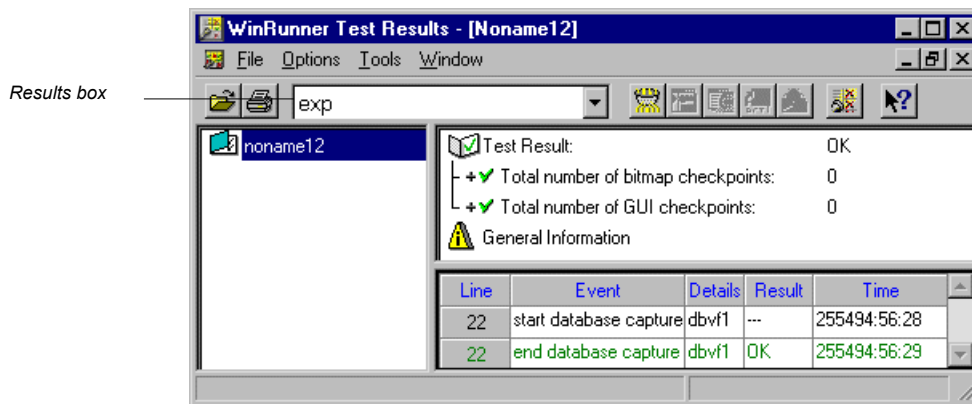 WinRunner Test Results - [Noname12]
File Options Tools Window
Results box
exp
noname12
Test Result: OK
Total number of bitmap checkpoints: 0
Total number of GUI checkpoints: 0
General Information
Line Event Details Result Time
22 start database capture dbvf1 --- 255494:56:28
22 end database capture dbvf1 OK 255494:56:29